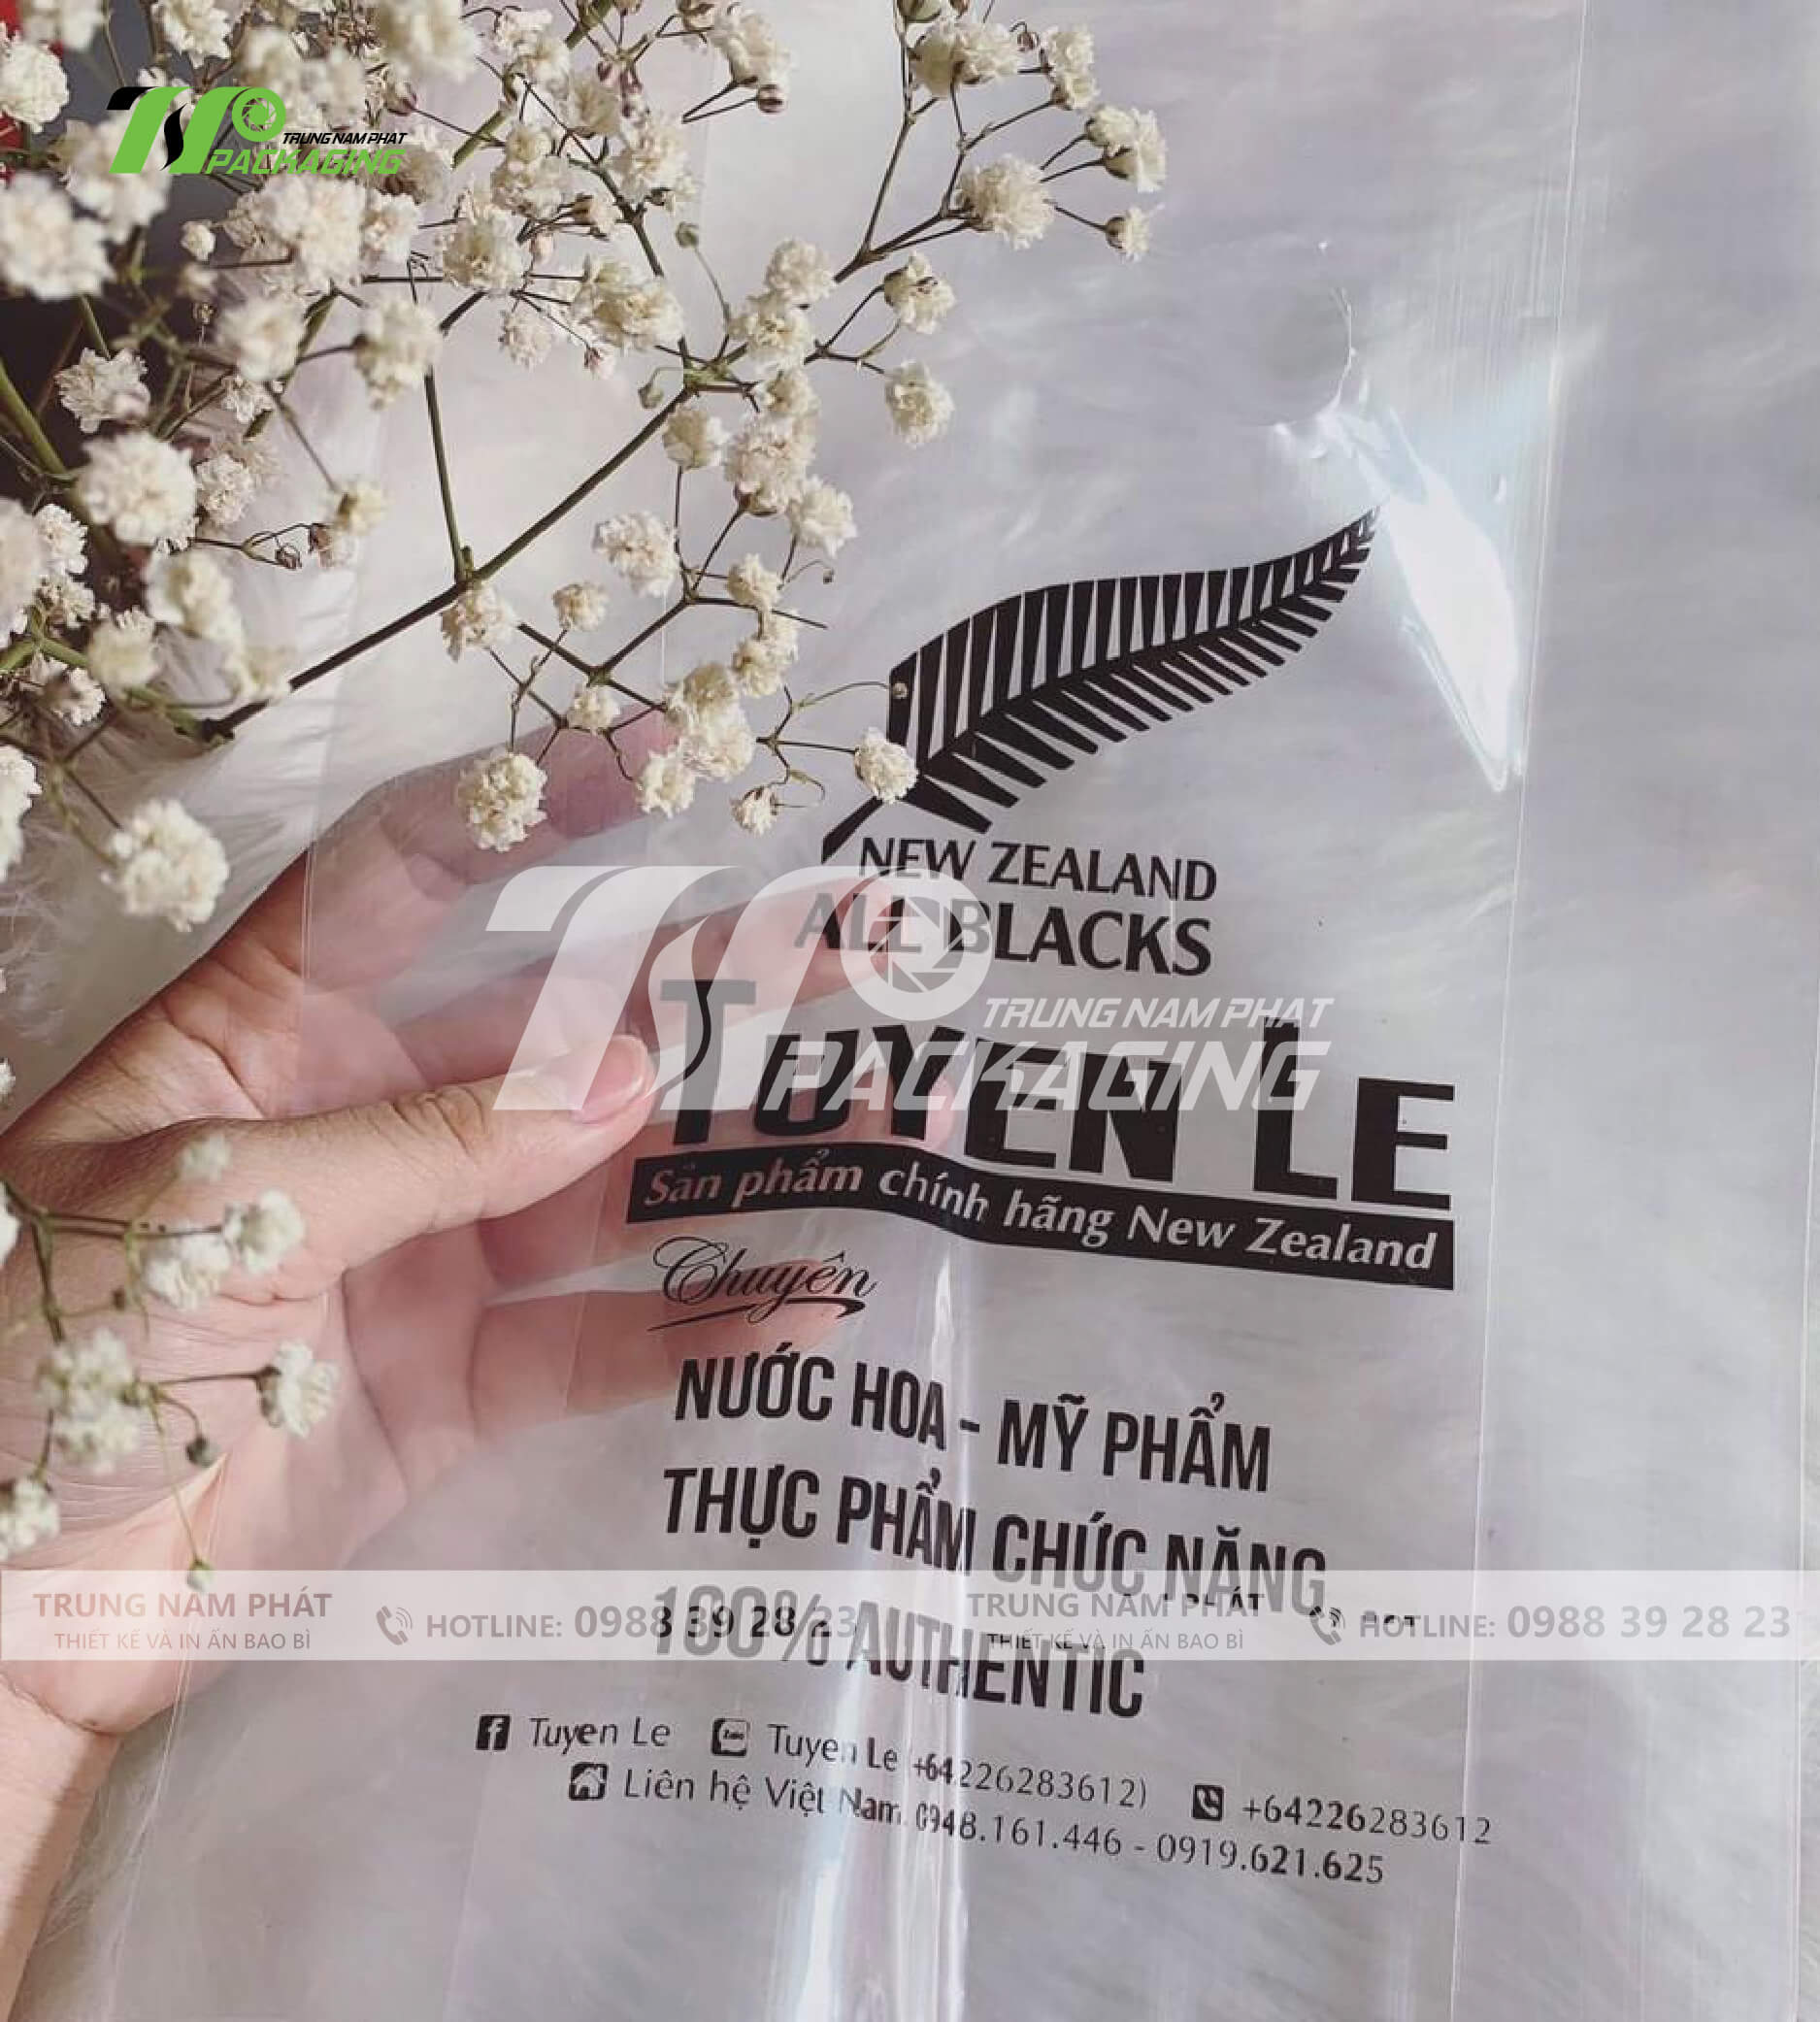 TRUNG NAM PHAT
PACKAGING
NEW ZEALAND
ALL BLACKS
TRUNG NAM PHAT
PACKAGING
TUYEN LE
Sản phẩm chính hãng New Zealand
Chuyên
NƯỚC HOA - MỸ PHẨM
THỰC PHẨM CHỨC NĂNG
TRUNG NAM PHÁT
THIẾT KẾ VÀ IN ẤN BAO BÌ
HOTLINE: 0988 39 28 23
TRUNG NAM PHÁT
THIẾT KẾ VÀ IN ẤN BAO BÌ
HOTLINE: 0988 39 28 23
100% AUTHENTIC
Tuyen Le Zalo Tuyen Le +64226283612) +64226283612
Liên hệ Việt Nam: 0948.161.446 - 0919.621.625